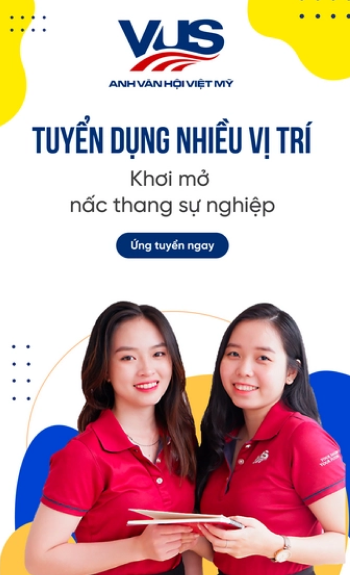 VUS
ANH VĂN HỘI VIỆT MỸ
TUYỂN DỤNG NHIỀU VỊ TRÍ
Khơi mở
nấc thang sự nghiệp
Ứng tuyển ngay
VUS